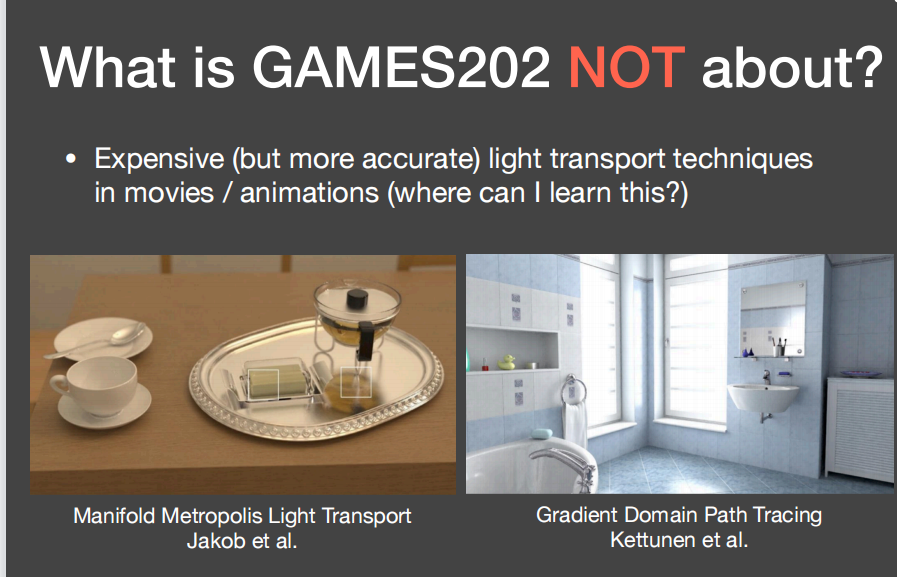 What is GAMES202 NOT about?
• Expensive (but more accurate) light transport techniques
in movies / animations (where can I learn this?)
Manifold Metropolis Light Transport
Jakob et al.
Gradient Domain Path Tracing
Kettunen et al.